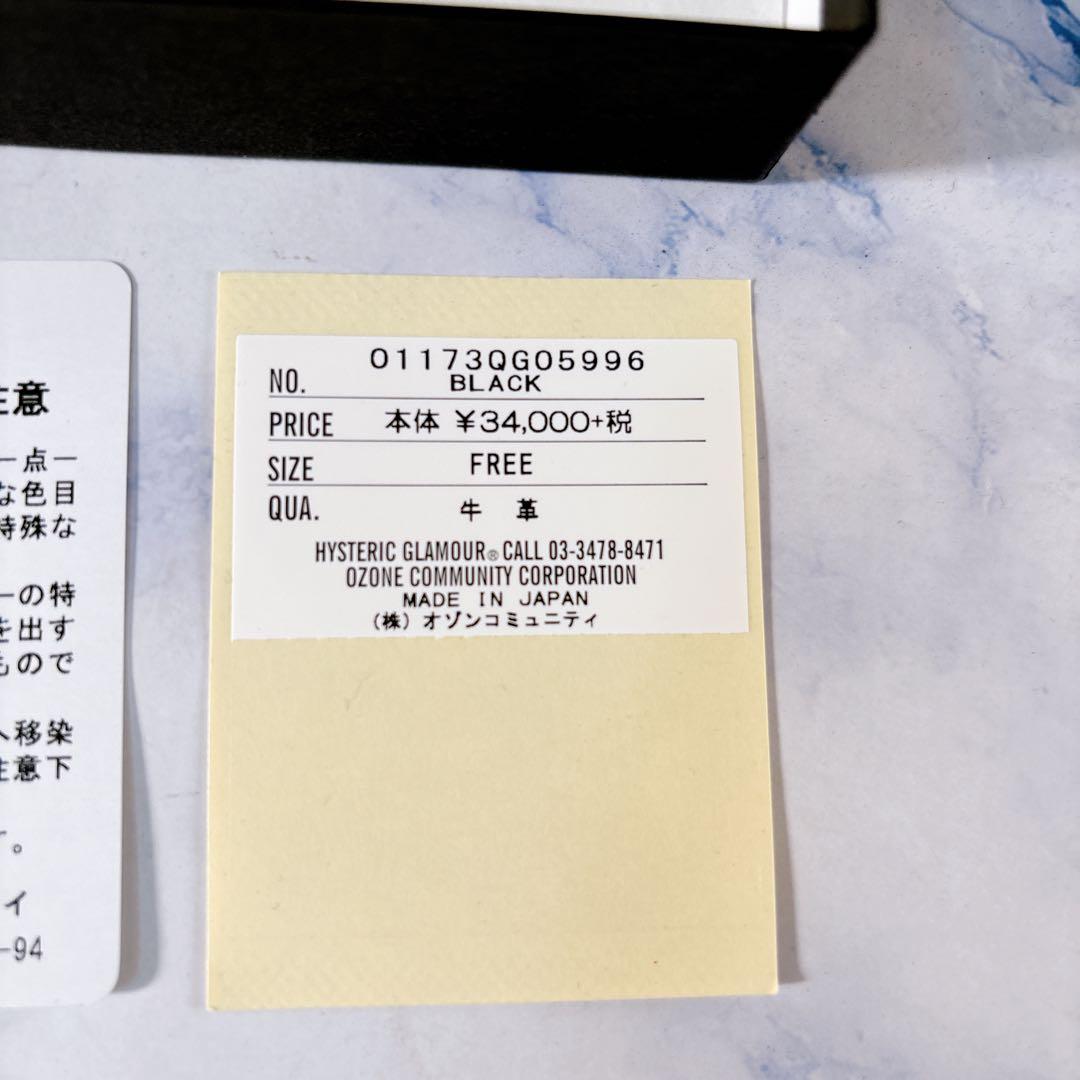 注意
一点一
な色目
特殊な
ーの特
を出す
もので
へ移染
注意下
す。
ィ
-94
01173QG05996
NO. BLACK
PRICE 本体 ¥34,000+税
SIZE FREE
QUA. 牛 革
HYSTERIC GLAMOUR® CALL 03-3478-8471
OZONE COMMUNITY CORPORATION
MADE IN JAPAN
(株) オゾンコミュニティ